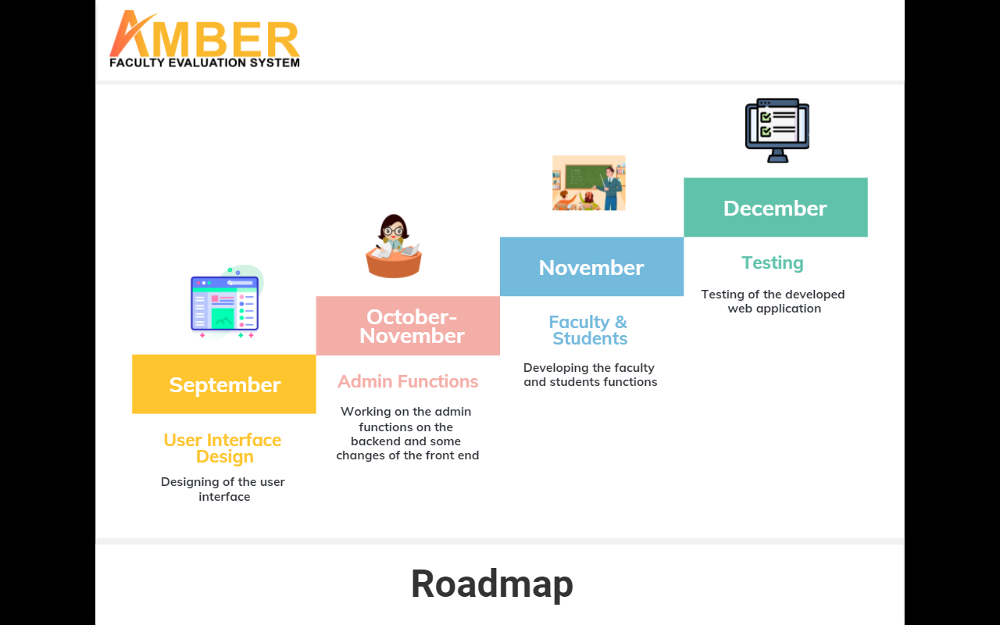 AMBER
FACULTY EVALUATION SYSTEM
September
User Interface
Design
Designing of the user
interface
October-
November
Admin Functions
Working on the admin
functions on the
backend and some
changes of the front end
November
Faculty &
Students
Developing the faculty
and students functions
December
Testing
Testing of the developed
web application
Roadmap